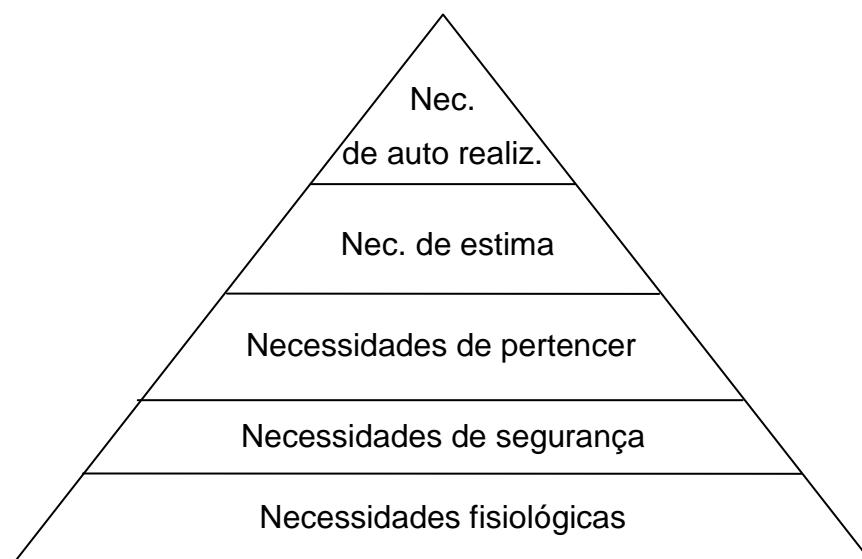 Nec.
de auto realiz.
Nec. de estima
Necessidades de pertencer
Necessidades de segurança
Necessidades fisiológicas